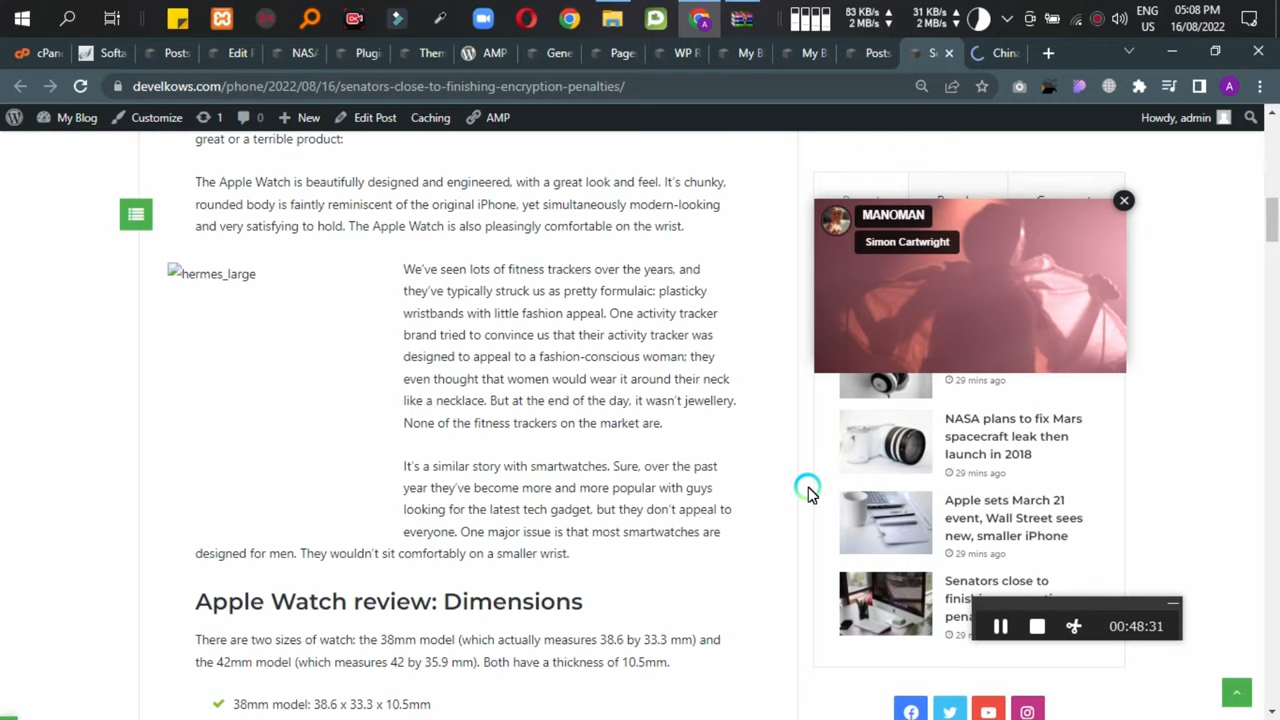 83 KB/s
2 MB/s
31 KB/s
2 MB/s
ENG
US
05:08 PM
16/08/2022
cPan
Softa
Posts
Edit I
NAS
Plugi
Them
AMP
Gene
Page
WP R
My B
My B
Posts
China
develkows.com/phone/2022/08/16/senators-close-to-finishing-encryption-penalties/
A
My Blog
Customize
1
0
New
Edit Post
Caching
AMP
Howdy, admin
great or a terrible product:
The Apple Watch is beautifully designed and engineered, with a great look and feel. It's chunky,
rounded body is faintly reminiscent of the original iPhone, yet simultaneously modern-looking
and very satisfying to hold. The Apple Watch is also pleasingly comfortable on the wrist.
hermes_large
We've seen lots of fitness trackers over the years, and
they've typically struck us as pretty formulaic: plasticky
wristbands with little fashion appeal. One activity tracker
brand tried to convince us that their activity tracker was
designed to appeal to a fashion-conscious woman; they
even thought that women would wear it around their neck
like a necklace. But at the end of the day, it wasn't jewellery.
None of the fitness trackers on the market are.
It's a similar story with smartwatches. Sure, over the past
year they've become more and more popular with guys
looking for the latest tech gadget, but they don't appeal to
everyone. One major issue is that most smartwatches are
designed for men. They wouldn't sit comfortably on a smaller wrist.
Apple Watch review: Dimensions
There are two sizes of watch: the 38mm model (which actually measures 38.6 by 33.3 mm) and
the 42mm model (which measures 42 by 35.9 mm). Both have a thickness of 10.5mm.
38mm model: 38.6 x 33.3 x 10.5mm
MANOMAN
Simon Cartwright
29 mins ago
NASA plans to fix Mars
spacecraft leak then
launch in 2018
29 mins ago
Apple sets March 21
event, Wall Street sees
new, smaller iPhone
29 mins ago
Senators close to
00:48:31